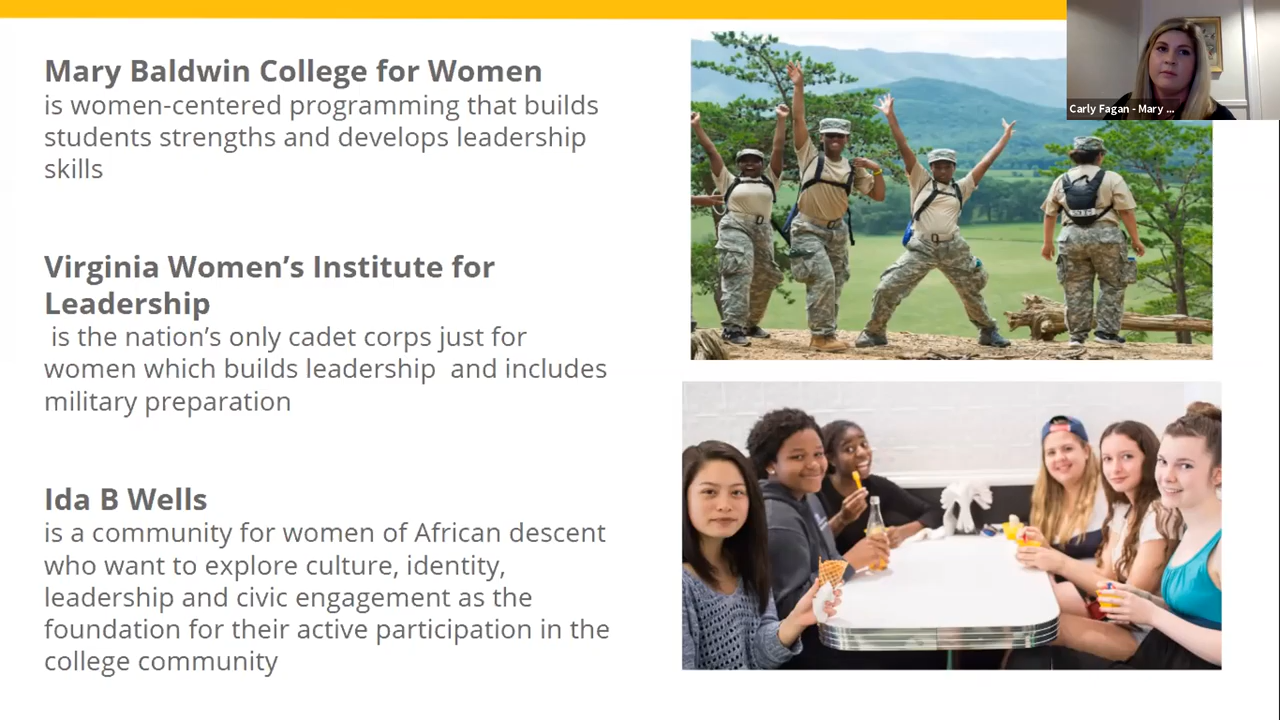 Mary Baldwin College for Women
is women-centered programming that builds
students strengths and develops leadership
skills
Virginia Women’s Institute for
Leadership
is the nation’s only cadet corps just for
women which builds leadership  and includes
military preparation
Ida B Wells
is a community for women of African descent
who want to explore culture, identity,
leadership and civic engagement as the
foundation for their active participation in the
college community
Carly Fagan - Mary ...